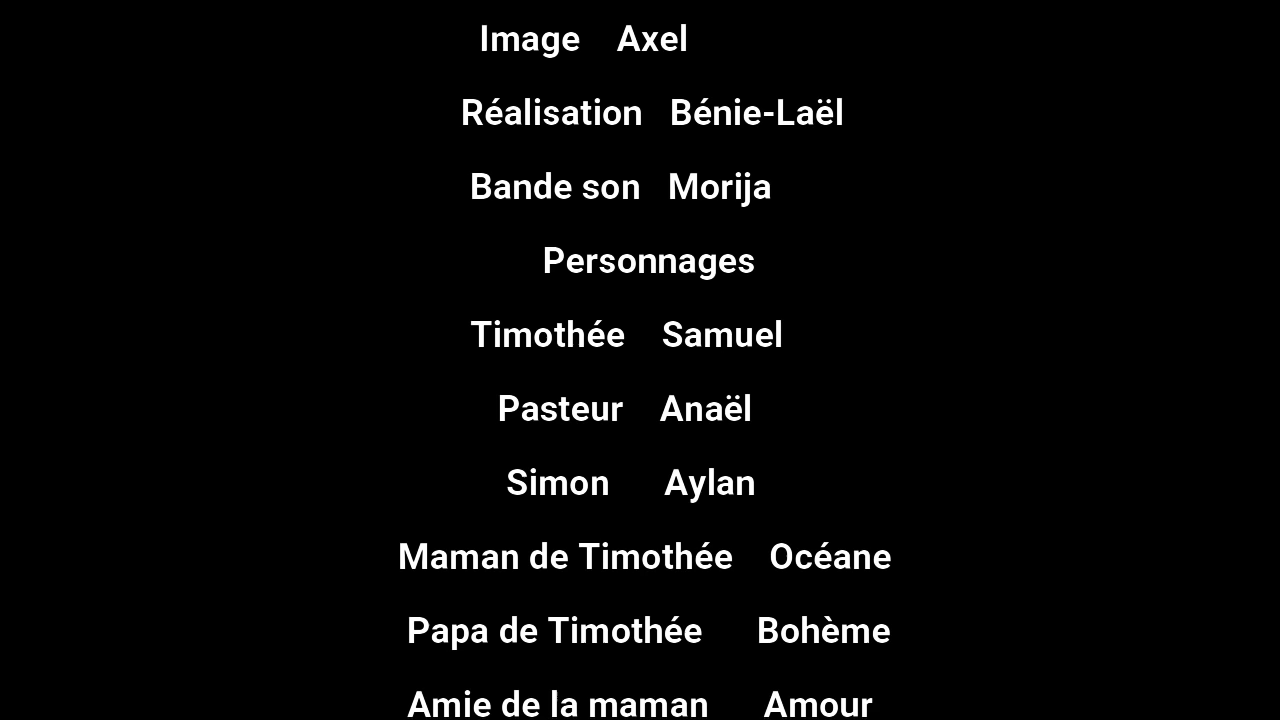 Image Axel
Réalisation Bénie-Laël
Bande son Morija
Personnages
Timothée Samuel
Pasteur Anaël
Simon Aylan
Maman de Timothée Océane
Papa de Timothée Bohème
Amie de la maman Amour